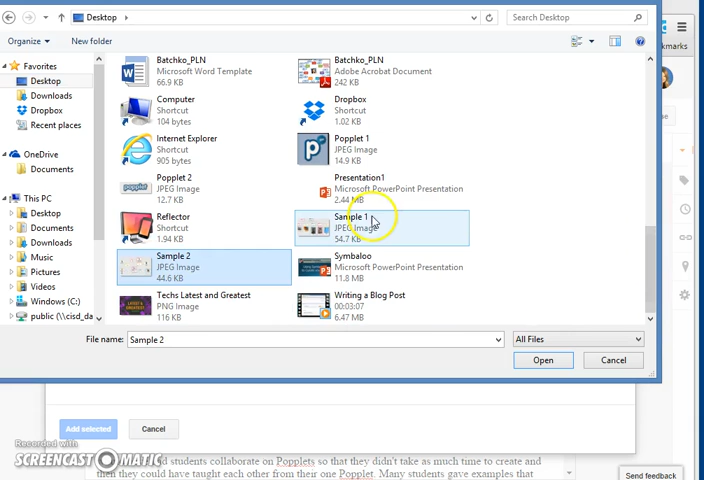 Desktop
Search Desktop
Organize
New folder
Favorites
Desktop
Downloads
Dropbox
Recent places
OneDrive
Documents
This PC
Desktop
Documents
Downloads
Music
Pictures
Videos
Windows (C:)
public (\\cisd_da
Batchko_PLN
Microsoft Word Template
66.9 KB
Batchko_PLN
Adobe Acrobat Document
242 KB
Computer
Shortcut
104 bytes
Dropbox
Shortcut
1.02 KB
Internet Explorer
Shortcut
905 bytes
Popplet 1
JPEG Image
14.9 KB
Popplet 2
JPEG Image
12.7 KB
Presentation1
Microsoft PowerPoint Presentation
2.44 MB
Reflector
Shortcut
1.94 KB
Sample 1
JPEG Image
54.7 KB
Sample 2
JPEG Image
44.6 KB
Symbaloo
Microsoft PowerPoint Presentation
11.8 MB
Techs Latest and Greatest
PNG Image
116 KB
Writing a Blog Post
00:03:07
6.47 MB
File name:
Sample 2
All Files
Open
Cancel
kmarks
Add selected
Cancel
Recorded with
SCREENCAST MATIC
d students collaborate on Popplets so that they didn't take as much time to create and
then they could have taught each other from their one Popplet. Many students gave examples that
Send feedback